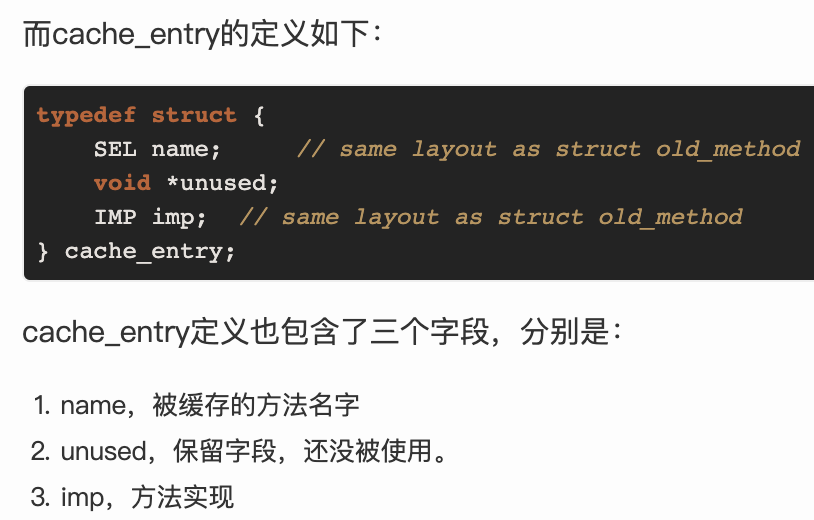 而cache_entry的定义如下：
typedef struct {
    SEL name;     // same layout as struct old_method
    void *unused;
    IMP imp;  // same layout as struct old_method
} cache_entry;
cache_entry定义也包含了三个字段，分别是：
1. name，被缓存的方法名字
2. unused，保留字段，还没被使用。
3. imp，方法实现